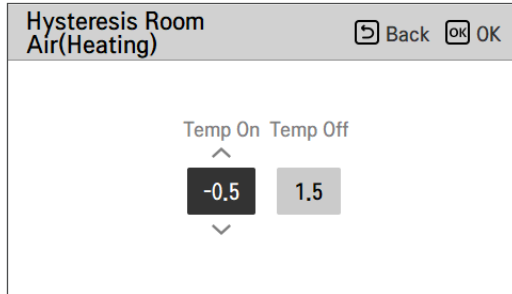 Hysteresis Room
Air(Heating)
Back OK OK
Temp On Temp Off
-0.5 1.5